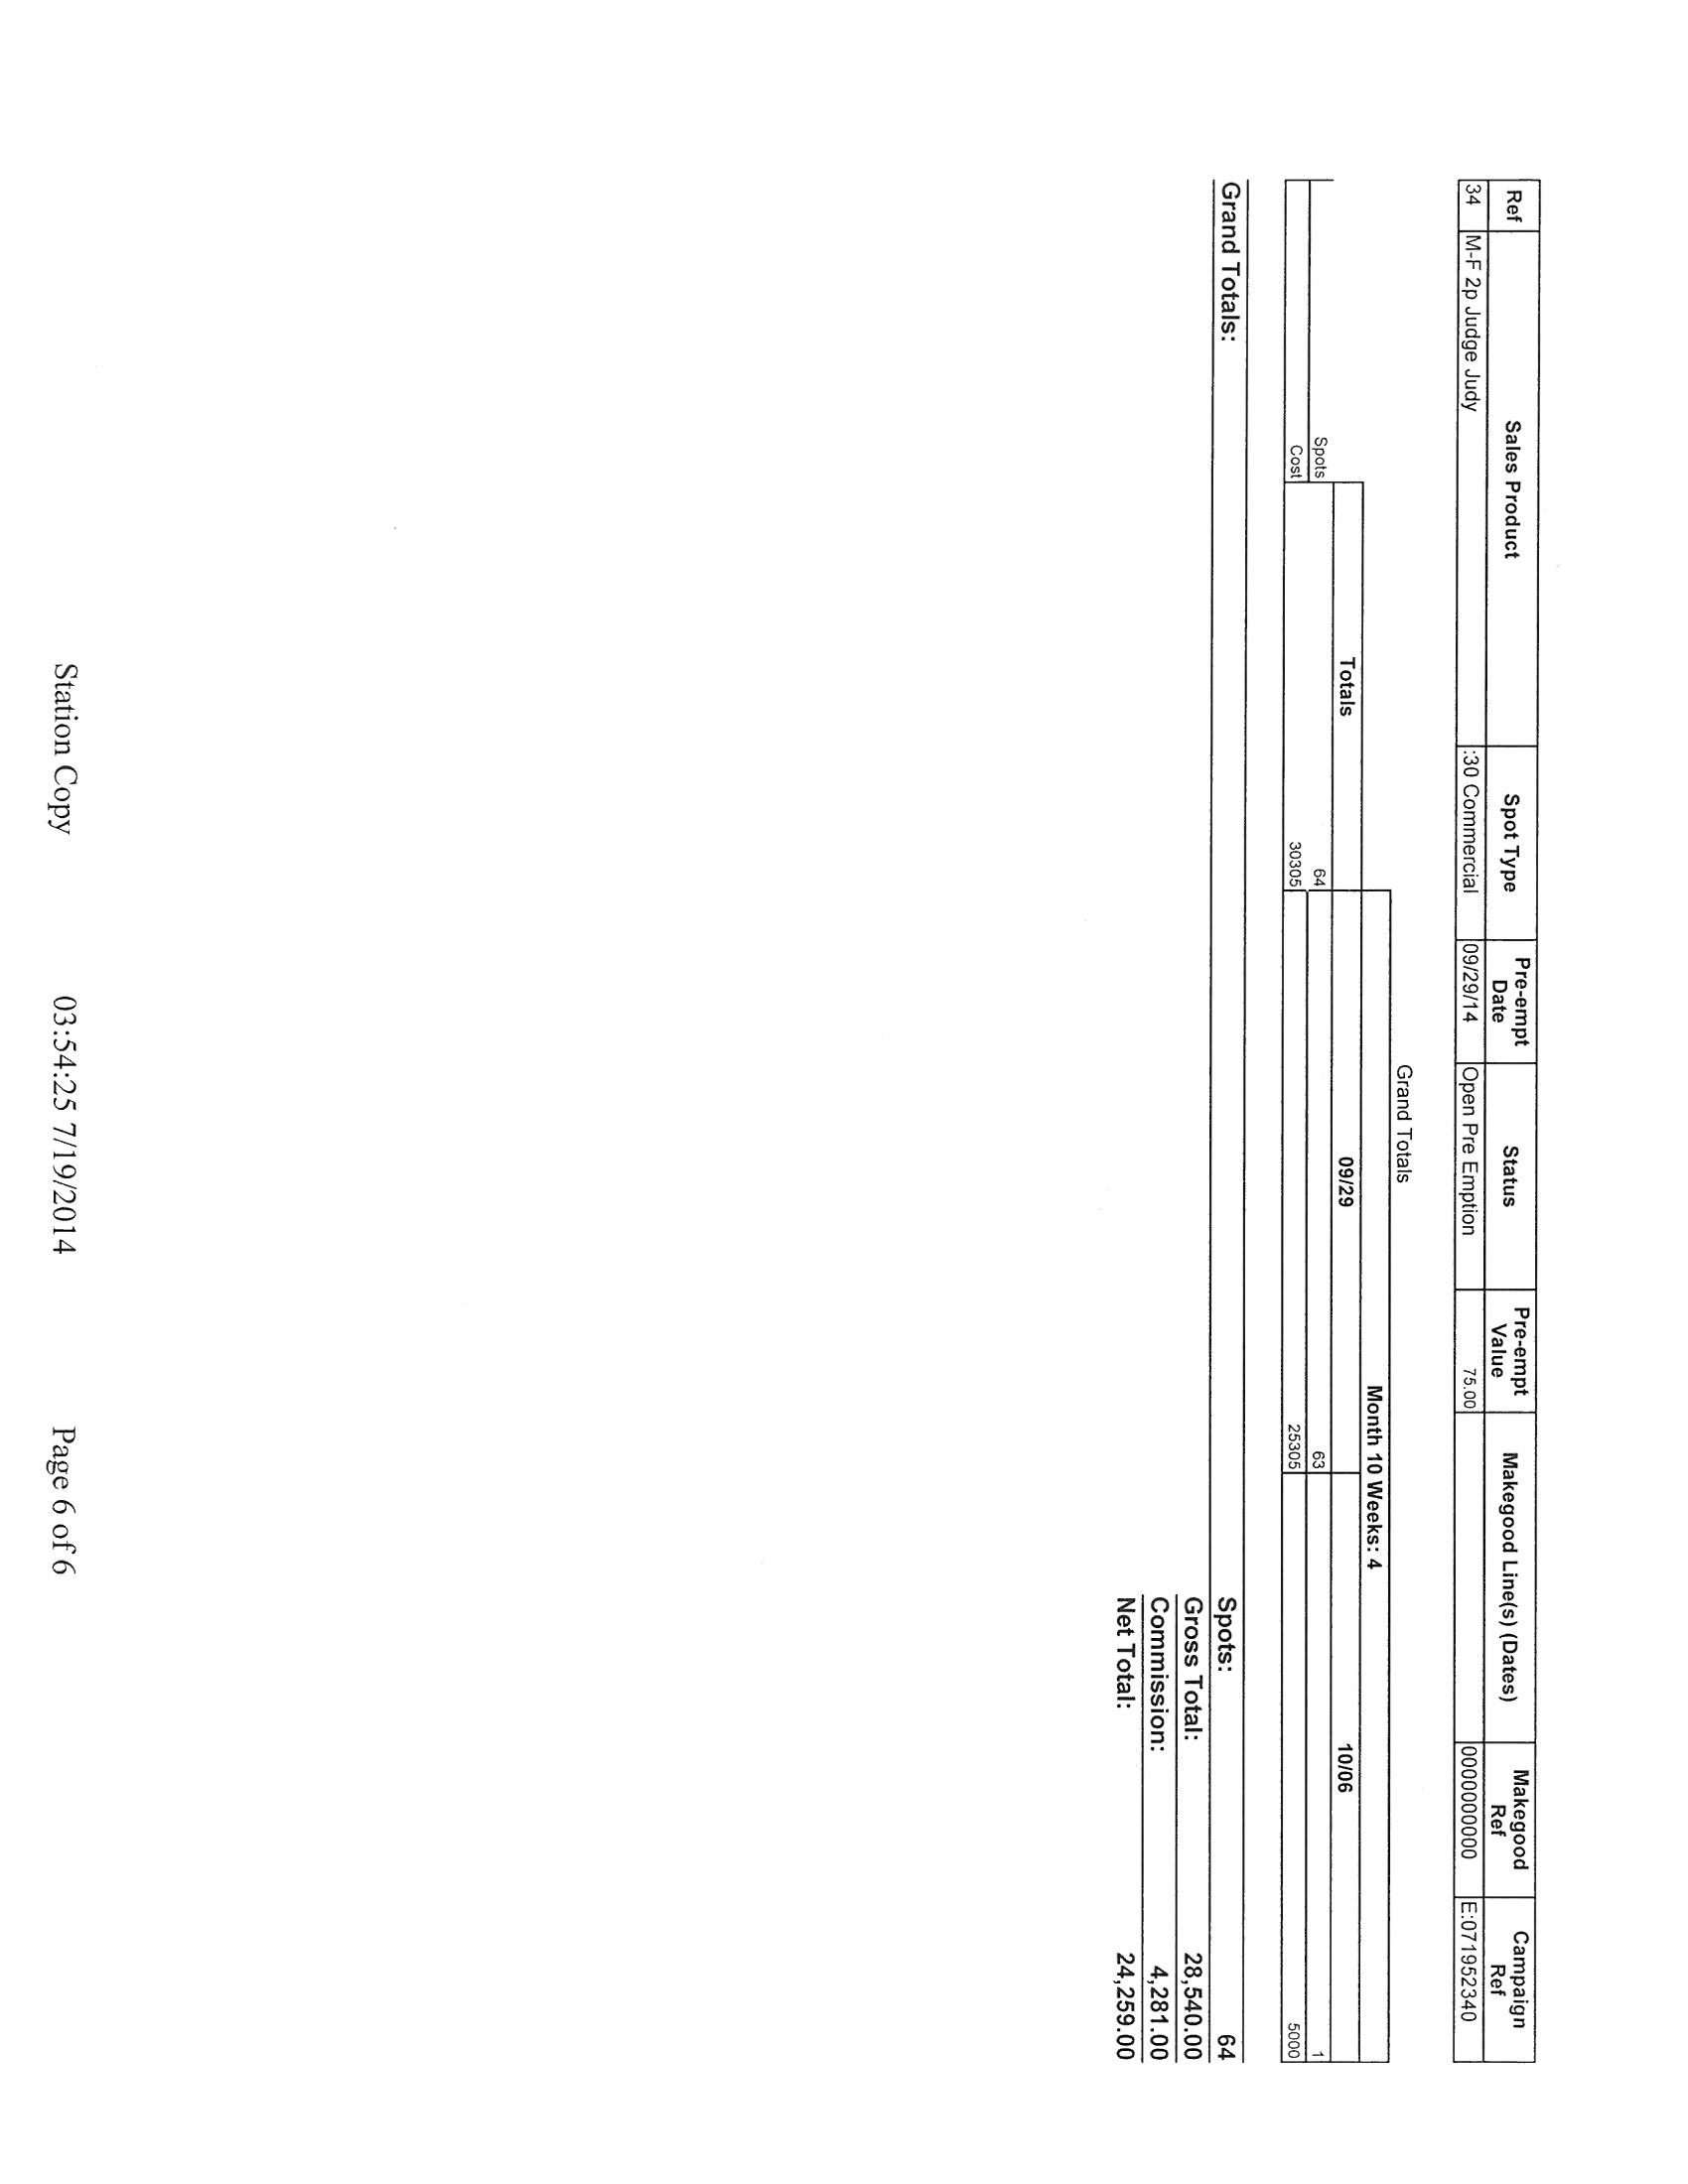 Ref Sales Product Spot Type Pre-empt Date Status Pre-empt Value Makegood Line(s) (Dates) Makegood Ref Campaign Ref
34 M-F 2p Judge Judy :30 Commercial 09/29/14 Open Pre Emption 75.00 0000000000 E:071952340
Grand Totals
Month 10 Weeks: 4
Totals 09/29 10/06
Spots 64 63 1
Cost 30305 25305 5000
Grand Totals: Spots: 64
Gross Total: 28,540.00
Commission: 4,281.00
Net Total: 24,259.00
Station Copy 03:54:25 7/19/2014 Page 6 of 6